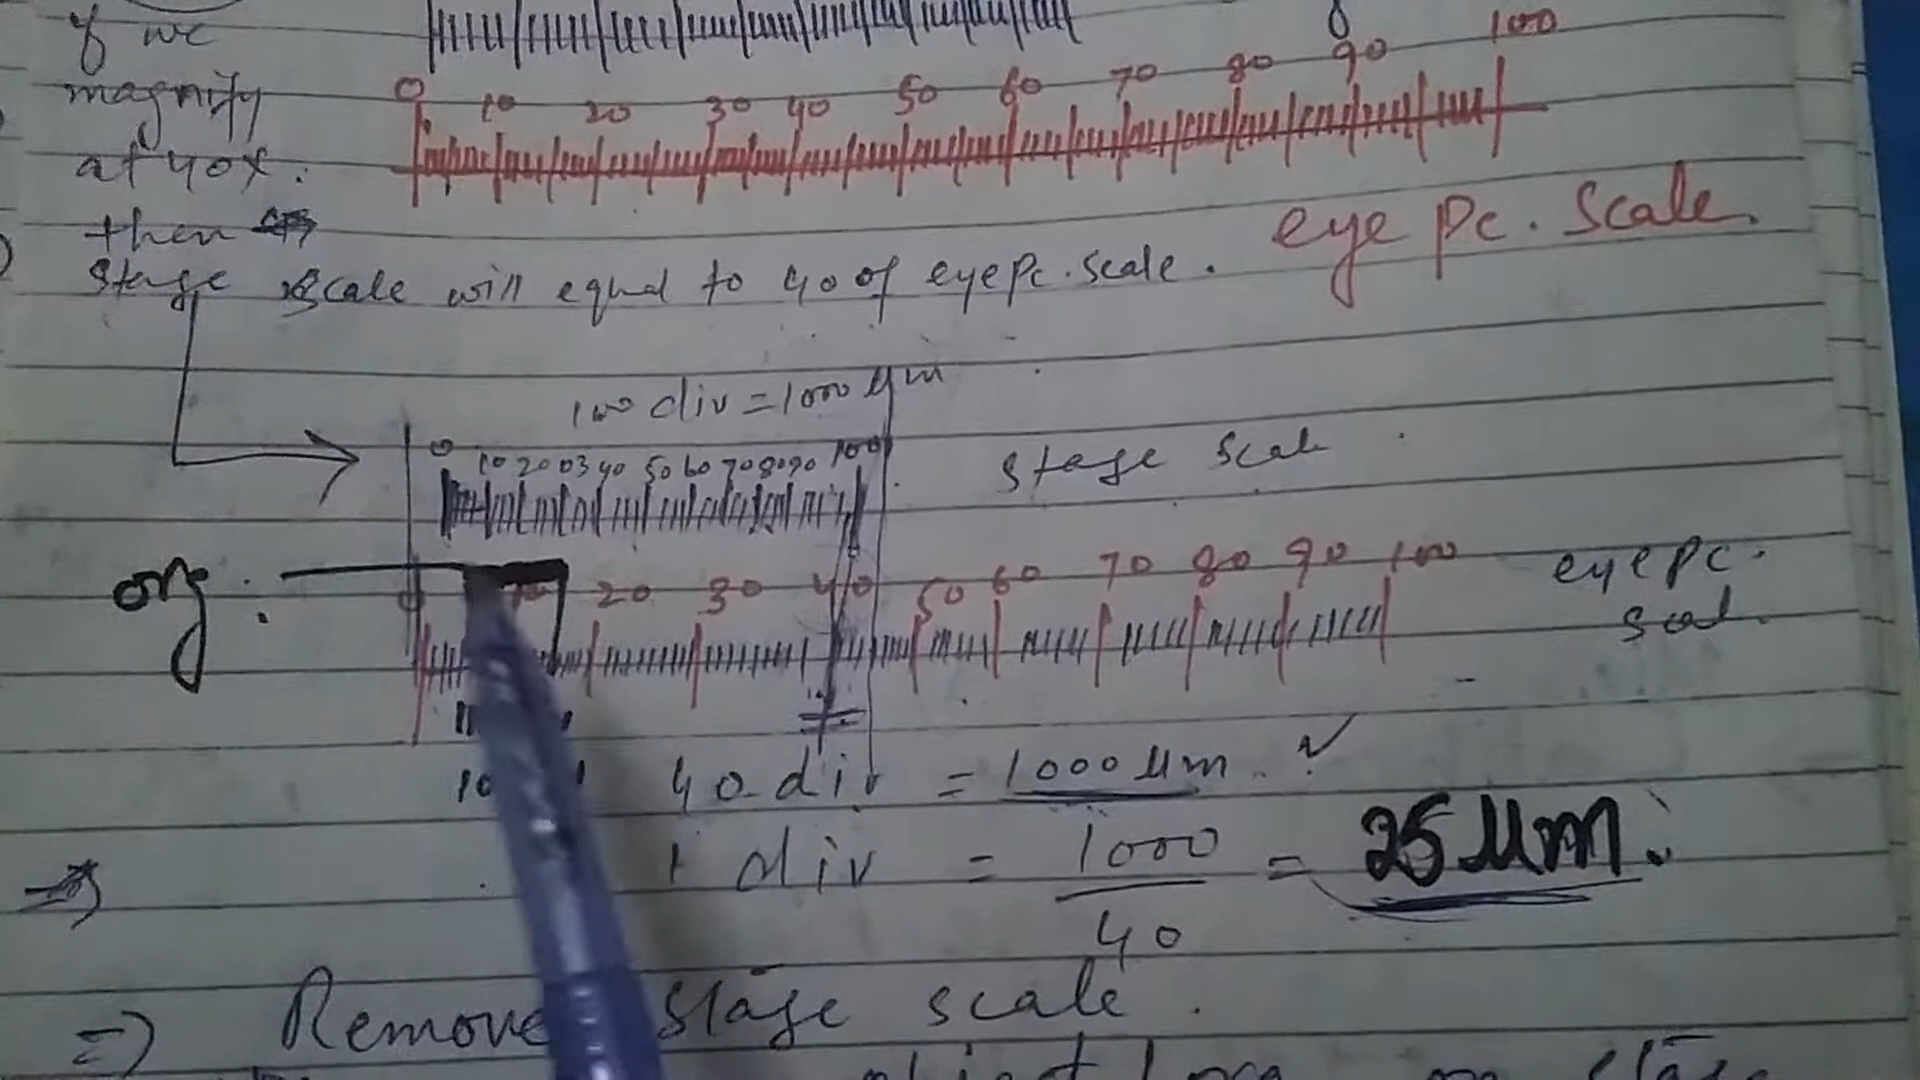 if we
magnify
at 40x.
then
0 10 20 30 40 50 60 70 80 90 100
eye pc. Scale.
Stage scale will equal to 40 of eyepc. scale.
100 div = 1000 μm
0 10 20 03 40 50 60 70 80 90 100
Stage Scale
org.
0 10 20 30 40 50 60 70 80 90 100
eyepc.
40 div = 1000 μm
1 div = 1000 / 40 = 25 μm.
=> Remove stage scale.